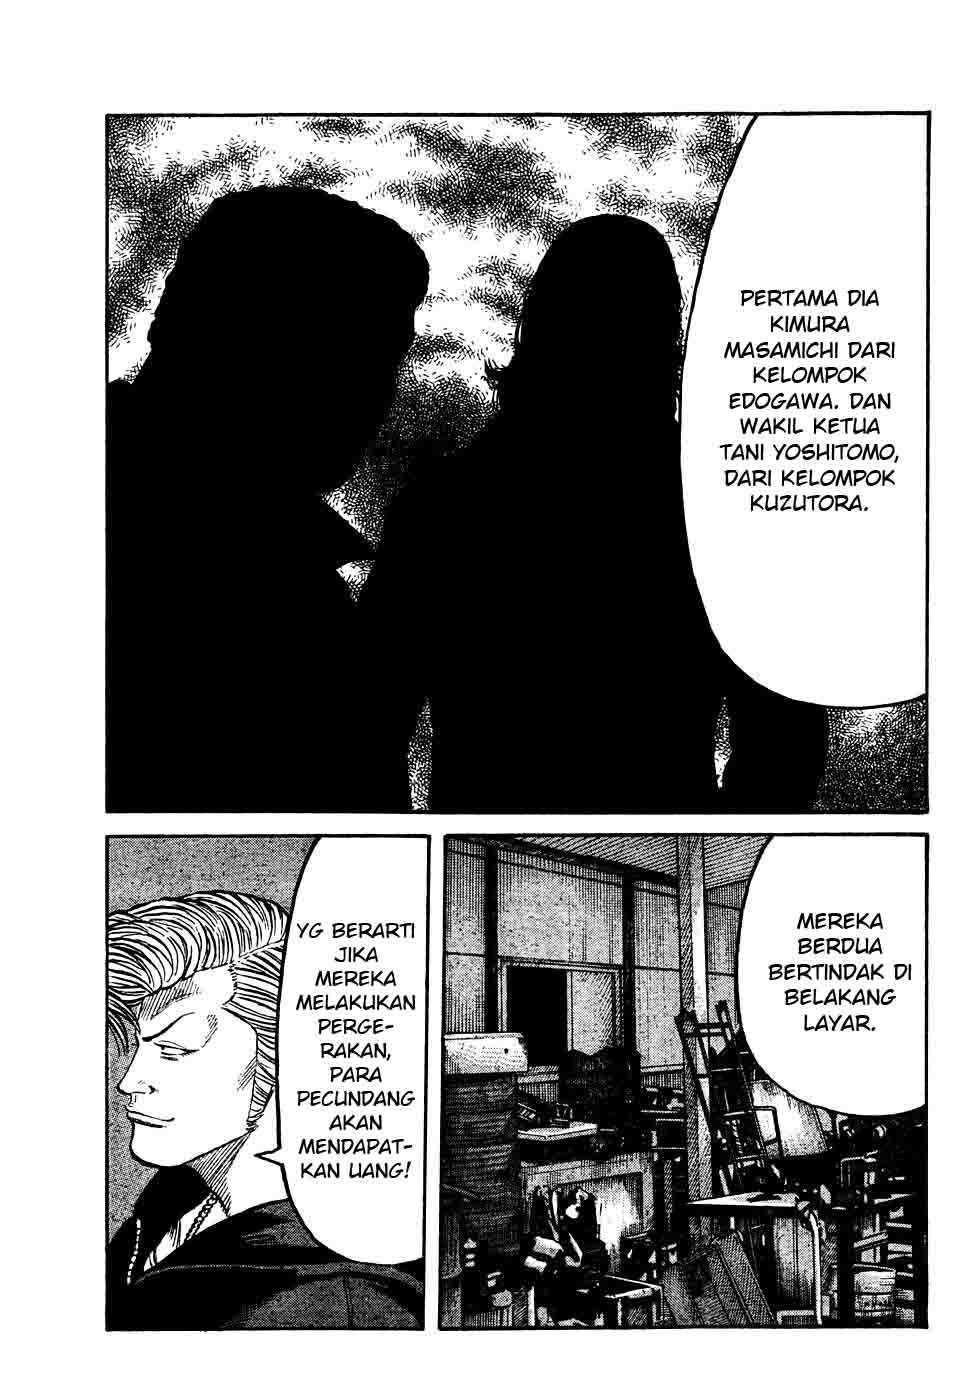 PERTAMA DIA
KIMURA
MASAMICHI DARI
KELOMPOK
EDOGAWA. DAN
WAKIL KETUA
TANI YOSHITOMO,
DARI KELOMPOK
KUZUTORA.
MEREKA
BERDUA
BERTINDAK DI
BELAKANG
LAYAR.
YG BERARTI
JIKA
MEREKA
MELAKUKAN
PERGE-
RAKAN,
PARA
PECUNDANG
AKAN
MENDAPAT-
KAN UANG!